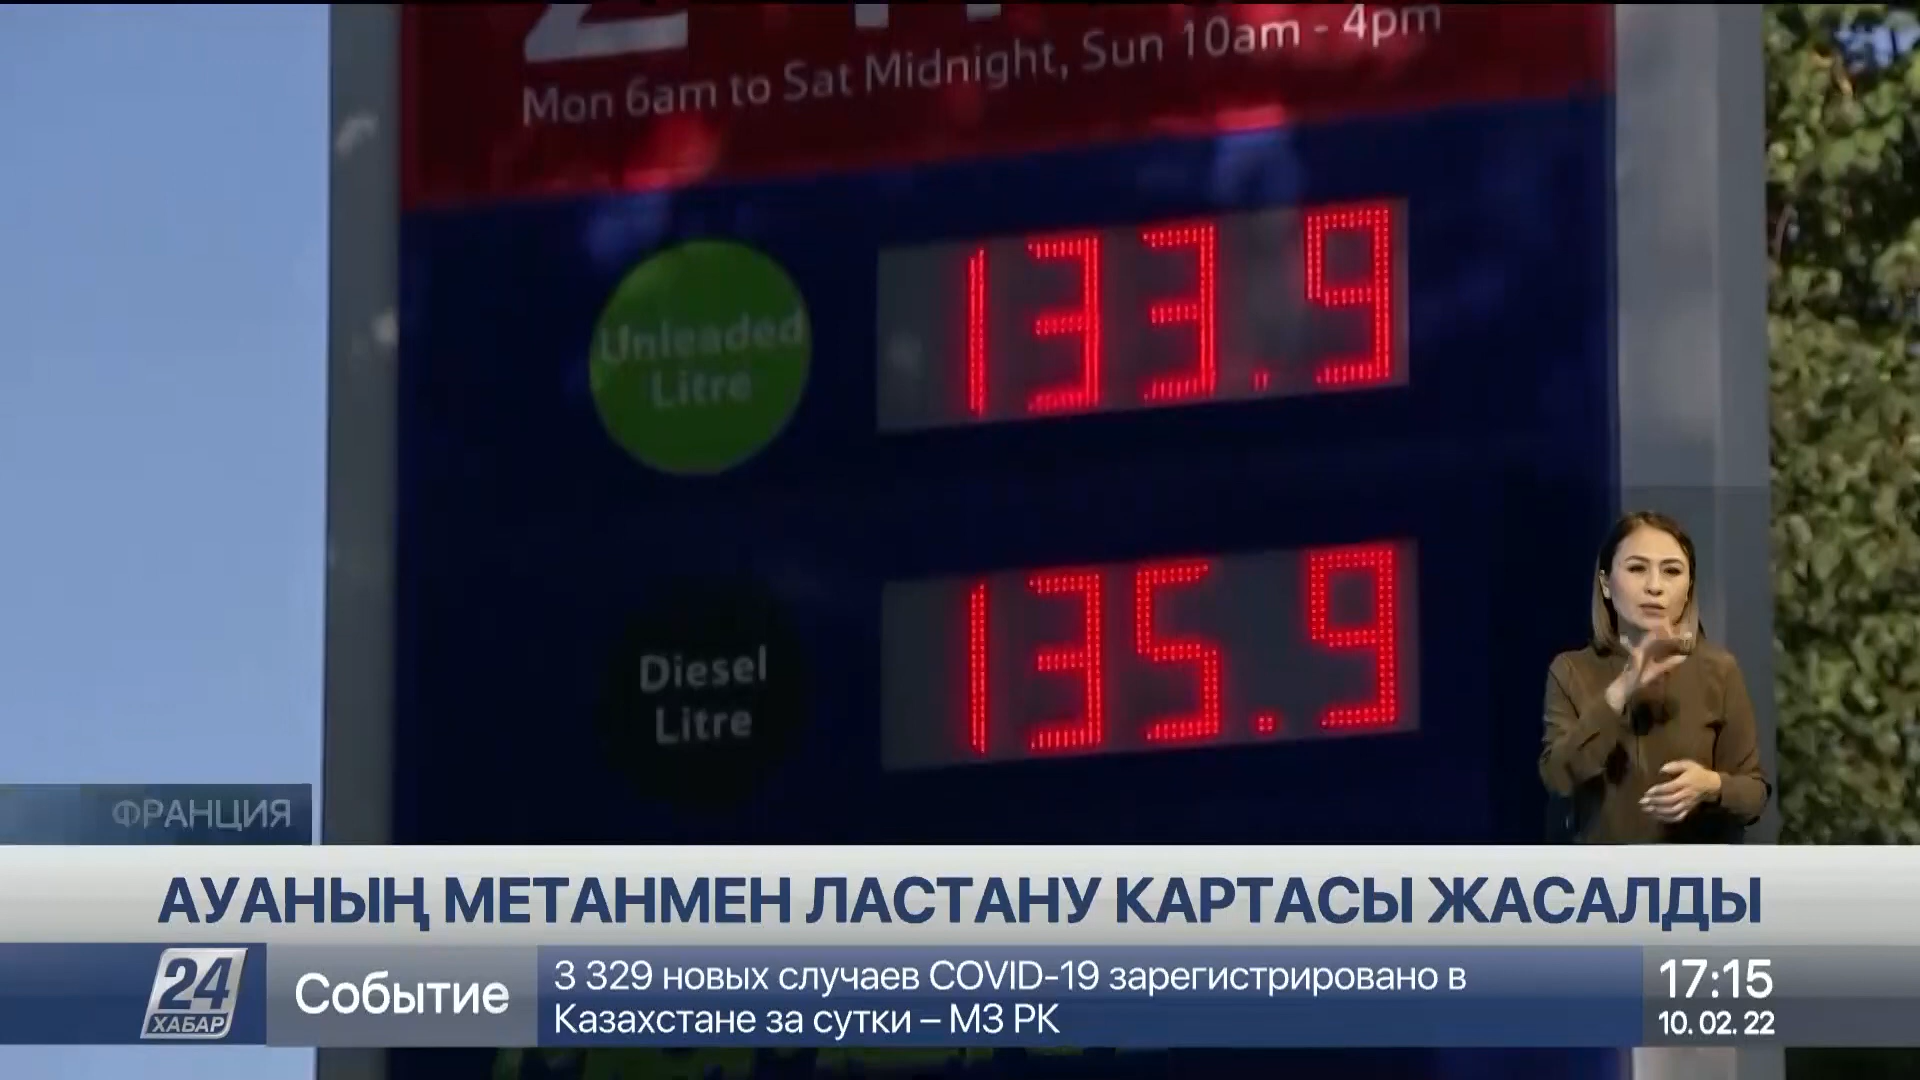 Mon 6am to Sat Midnight, Sun 10am - 4pm
Unleaded
Litre
133.9
Diesel
Litre
135.9
ФРАНЦИЯ
АУАНЫҢ МЕТАНМЕН ЛАСТАНУ КАРТАСЫ ЖАСАЛДЫ
24
ХАБАР
Событие
3 329 новых случаев COVID-19 зарегистрировано в
Казахстане за сутки – МЗ РК
17:15
10. 02. 22